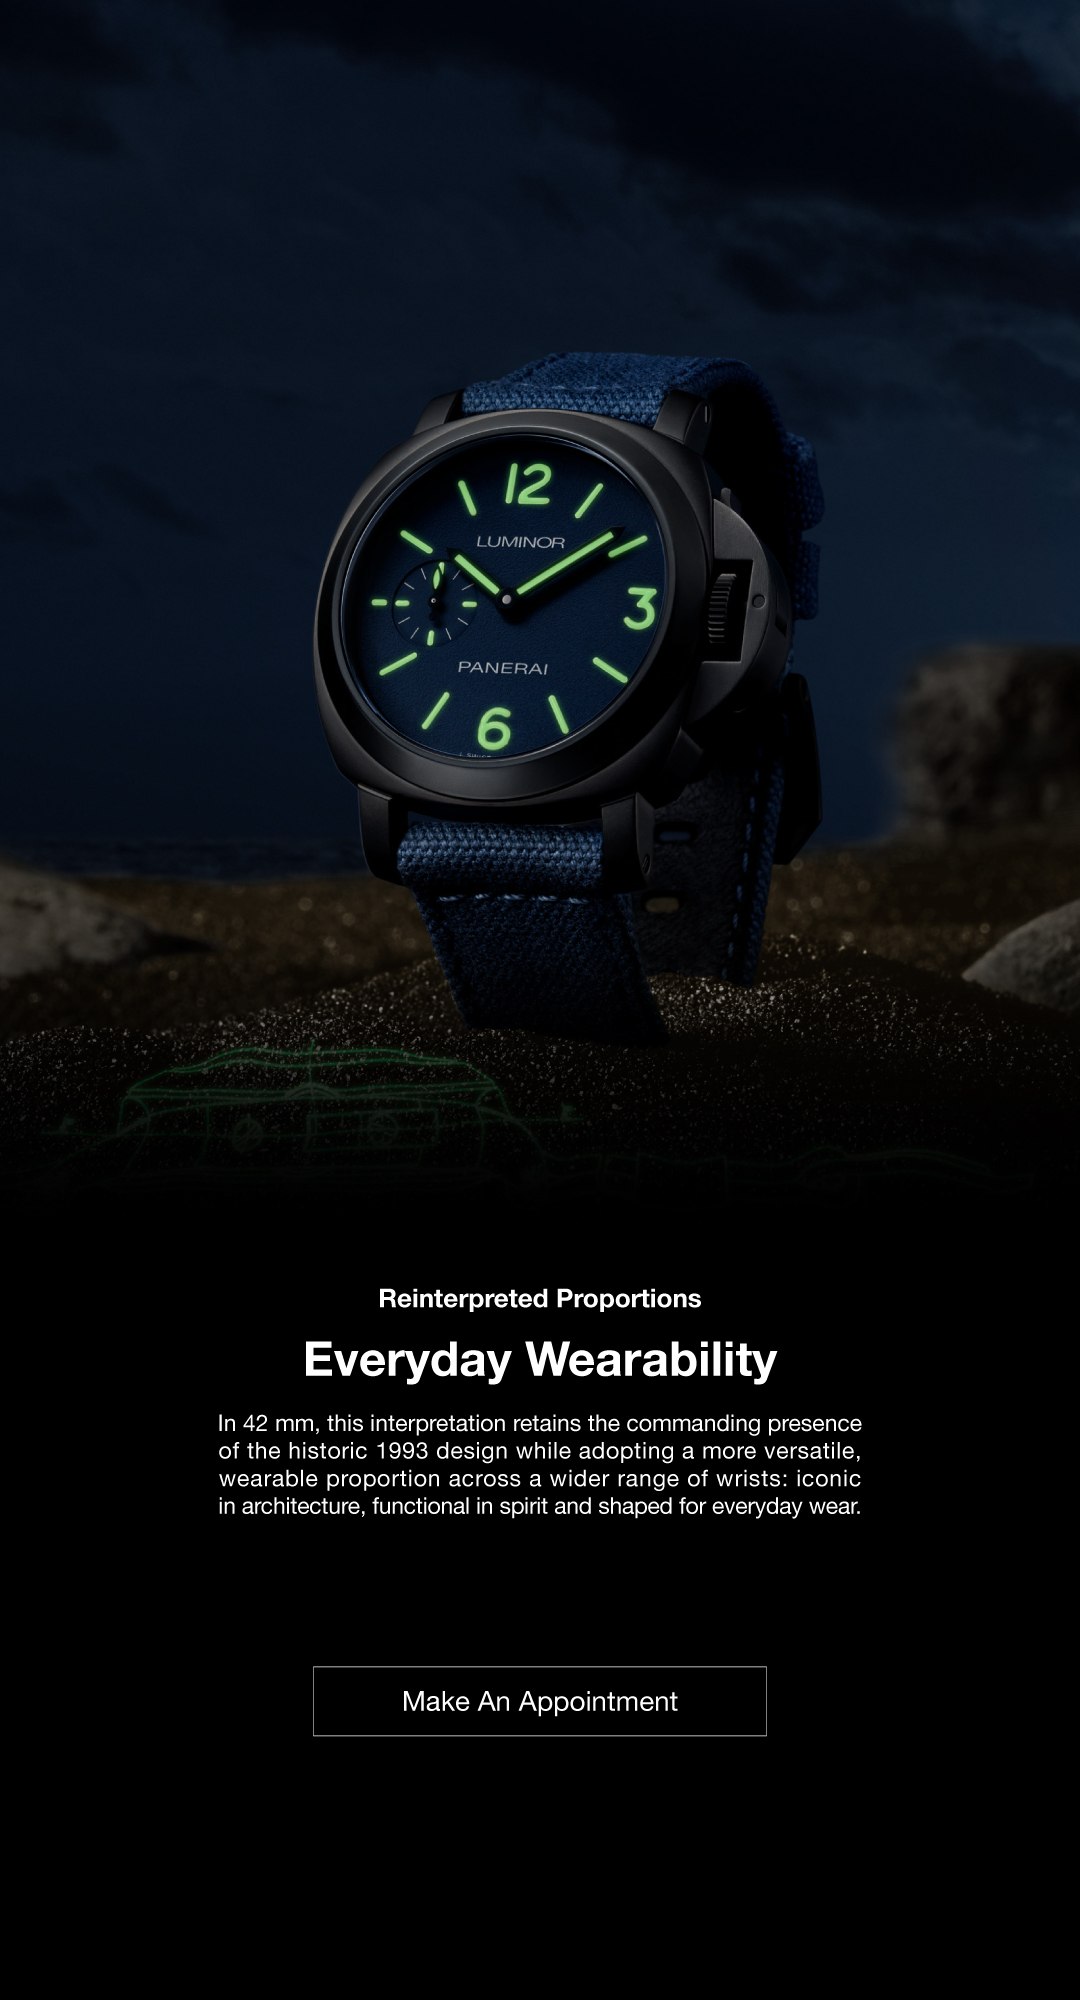 12
LUMINOR
3
PANERAI
6
Reinterpreted Proportions
Everyday Wearability
In 42 mm, this interpretation retains the commanding presence
of the historic 1993 design while adopting a more versatile,
wearable proportion across a wider range of wrists: iconic
in architecture, functional in spirit and shaped for everyday wear.
Make An Appointment